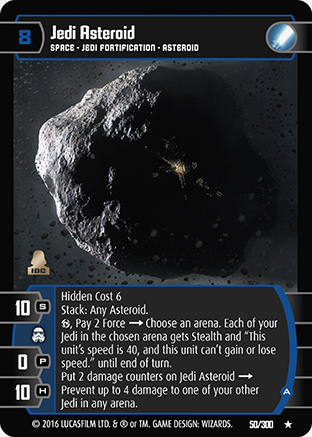 8
Jedi Asteroid
SPACE - JEDI FORTIFICATION - ASTEROID
IDC
10 S
0 P
10 H
Hidden Cost 6
Stack: Any Asteroid.
, Pay 2 Force → Choose an arena. Each of your
Jedi in the chosen arena gets Stealth and “This
unit’s speed is 40, and this unit can’t gain or lose
speed.” until end of turn.
Put 2 damage counters on Jedi Asteroid →
Prevent up to 4 damage to one of your other
Jedi in any arena.
A
© 2016 LUCASFILM LTD. & ® or TM. GAME DESIGN: WIZARDS.
50/300 ★